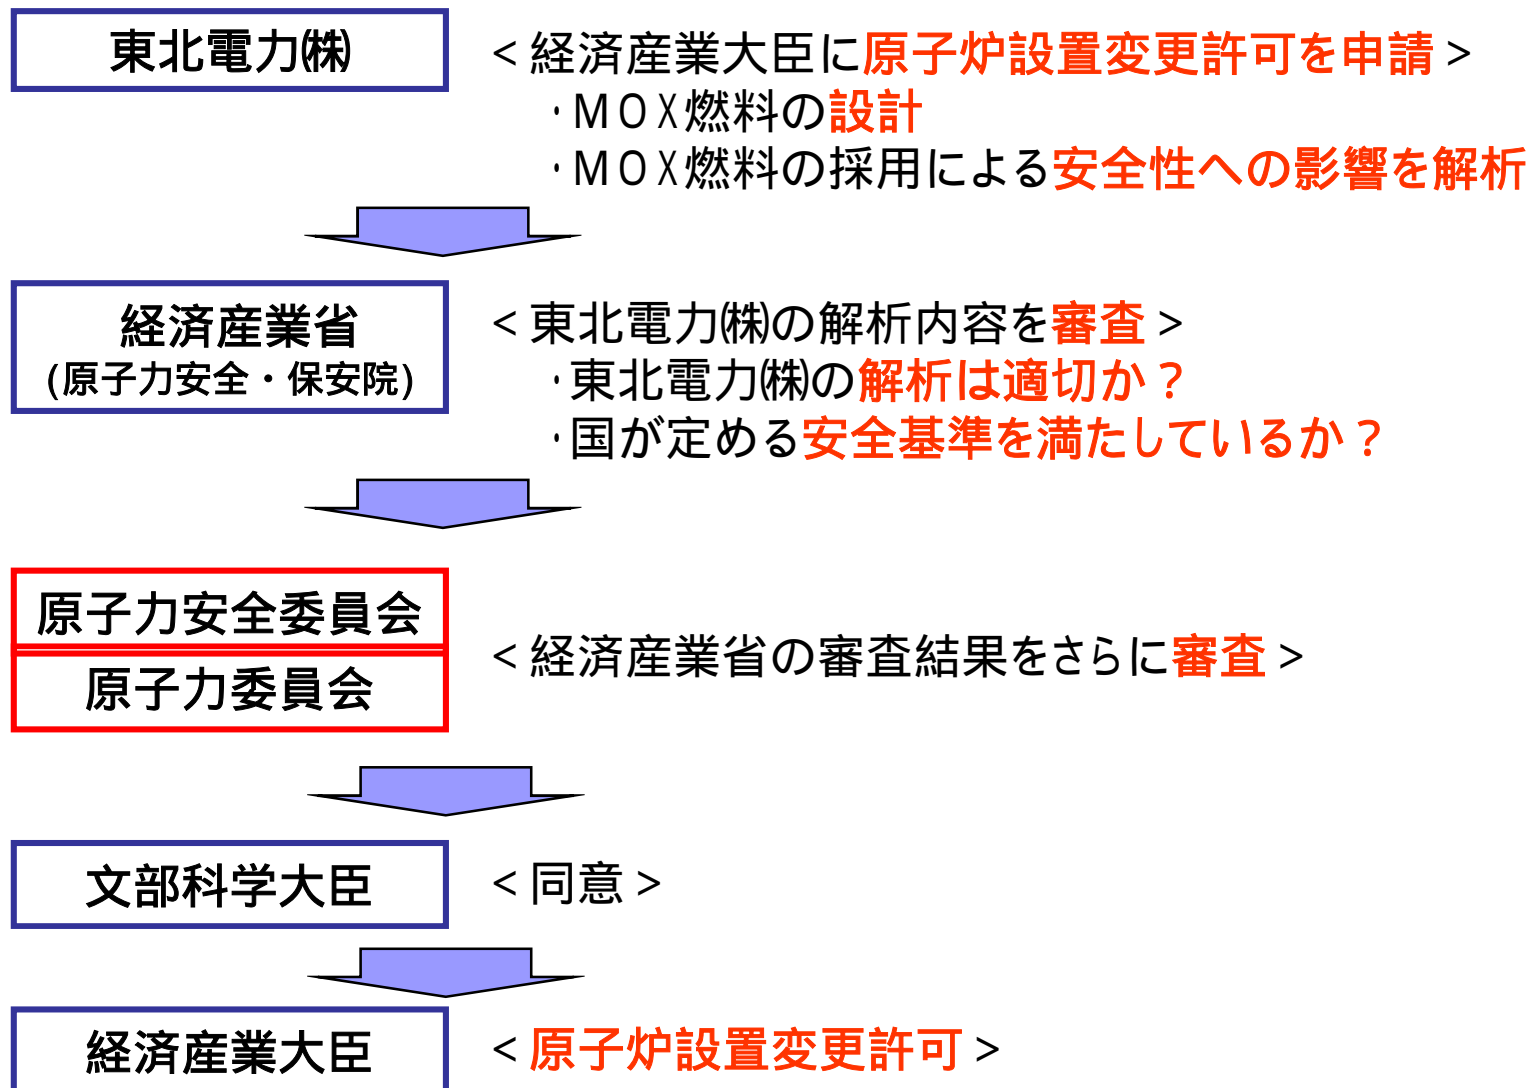 東北電力㈱
<経済産業大臣に原子炉設置変更許可を申請>
・MOX燃料の設計
・MOX燃料の採用による安全性への影響を解析
経済産業省
(原子力安全・保安院)
<東北電力㈱の解析内容を審査>
・東北電力㈱の解析は適切か？
・国が定める安全基準を満たしているか？
原子力安全委員会
原子力委員会
<経済産業省の審査結果をさらに審査>
文部科学大臣
<同意>
経済産業大臣
<原子炉設置変更許可>